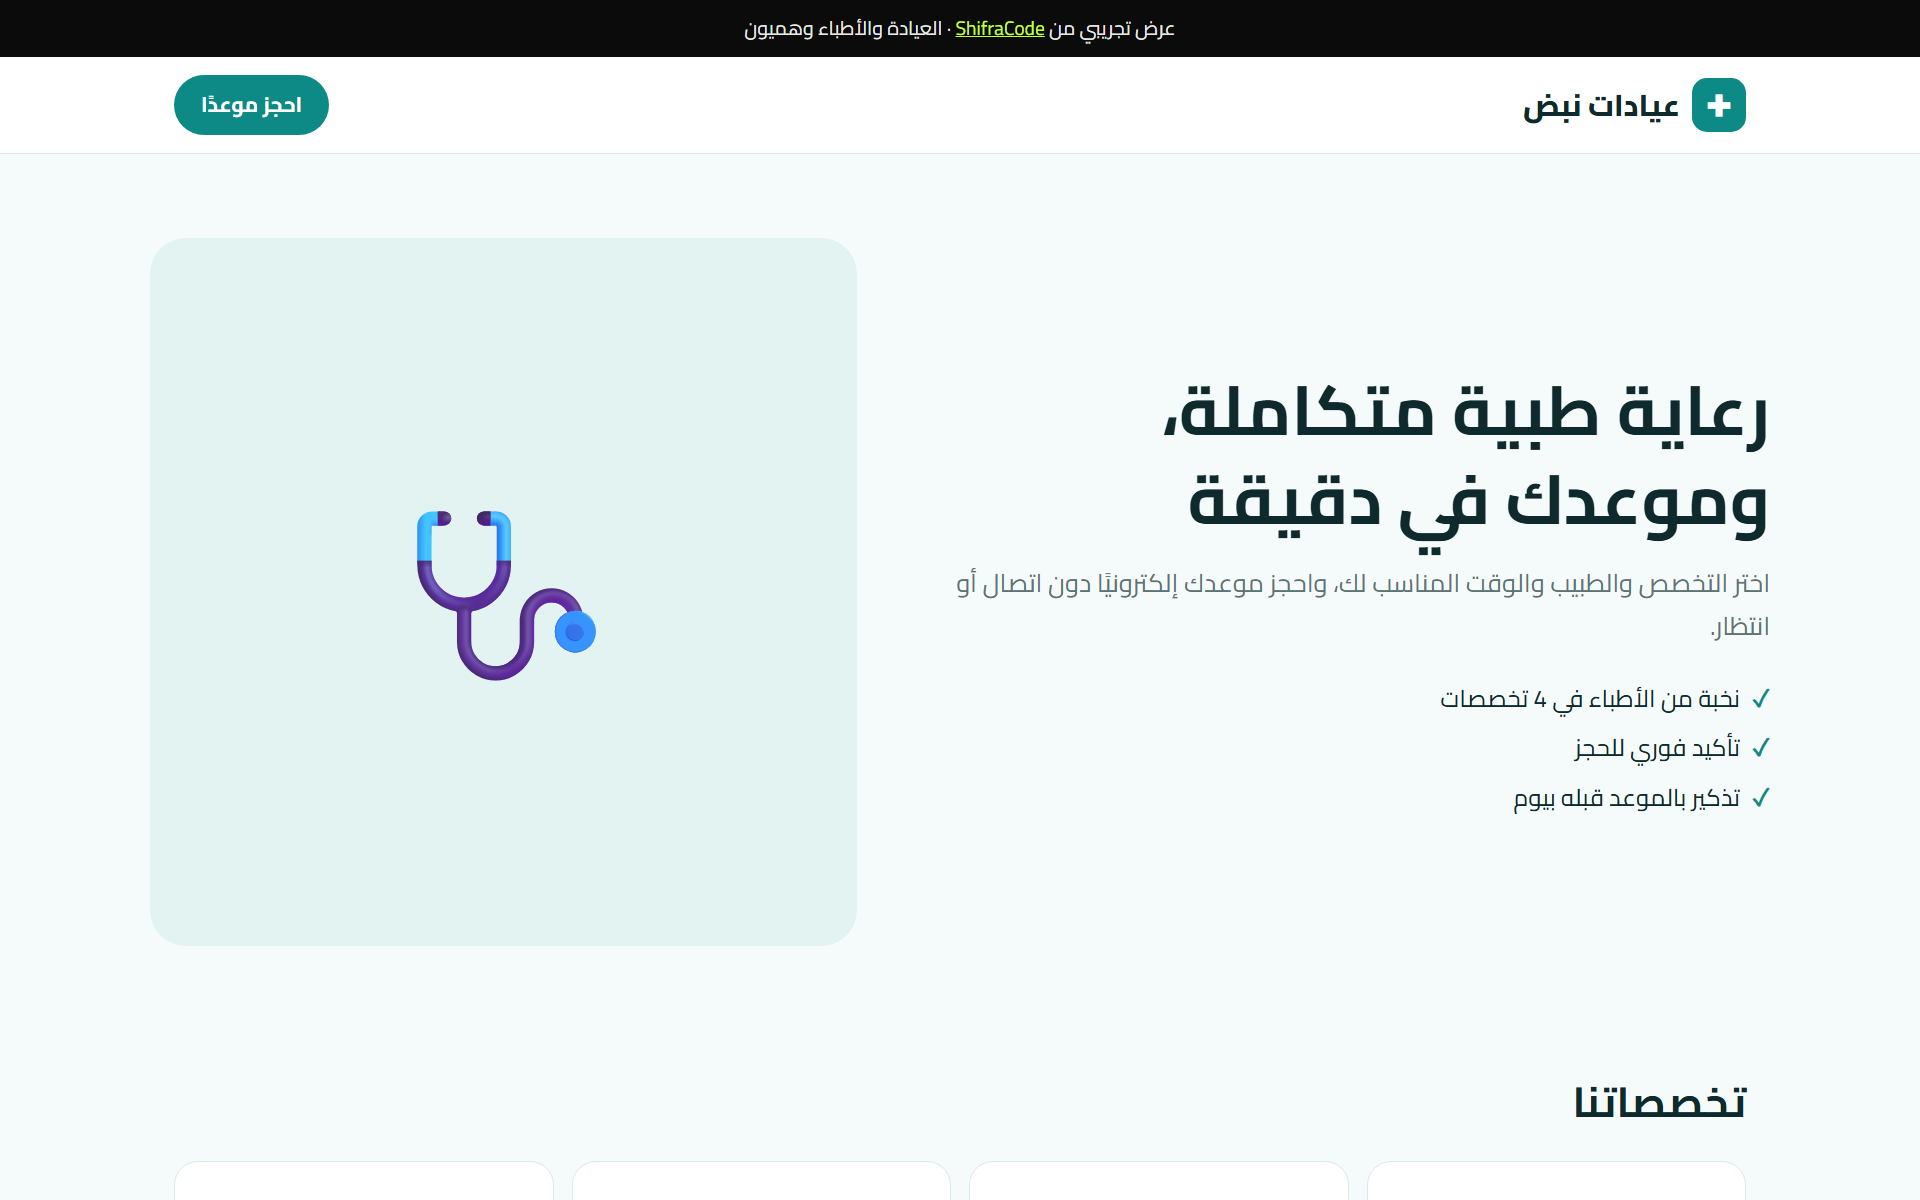 عرض تجريبي من ShifraCode · العيادة والأطباء وهميون
عيادات نبض
احجز موعدًا
رعاية طبية متكاملة،
وموعدك في دقيقة
اختر التخصص والطبيب والوقت المناسب لك، واحجز موعدك إلكترونيًا دون اتصال أو
انتظار.
✓ نخبة من الأطباء في 4 تخصصات
✓ تأكيد فوري للحجز
✓ تذكير بالموعد قبله بيوم
تخصصاتنا